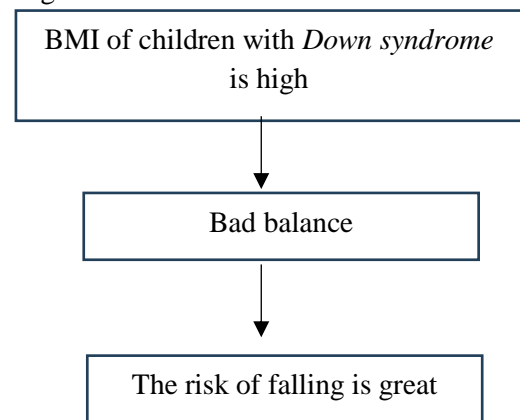 BMI of children with Down syndrome
is high
Bad balance
The risk of falling is great